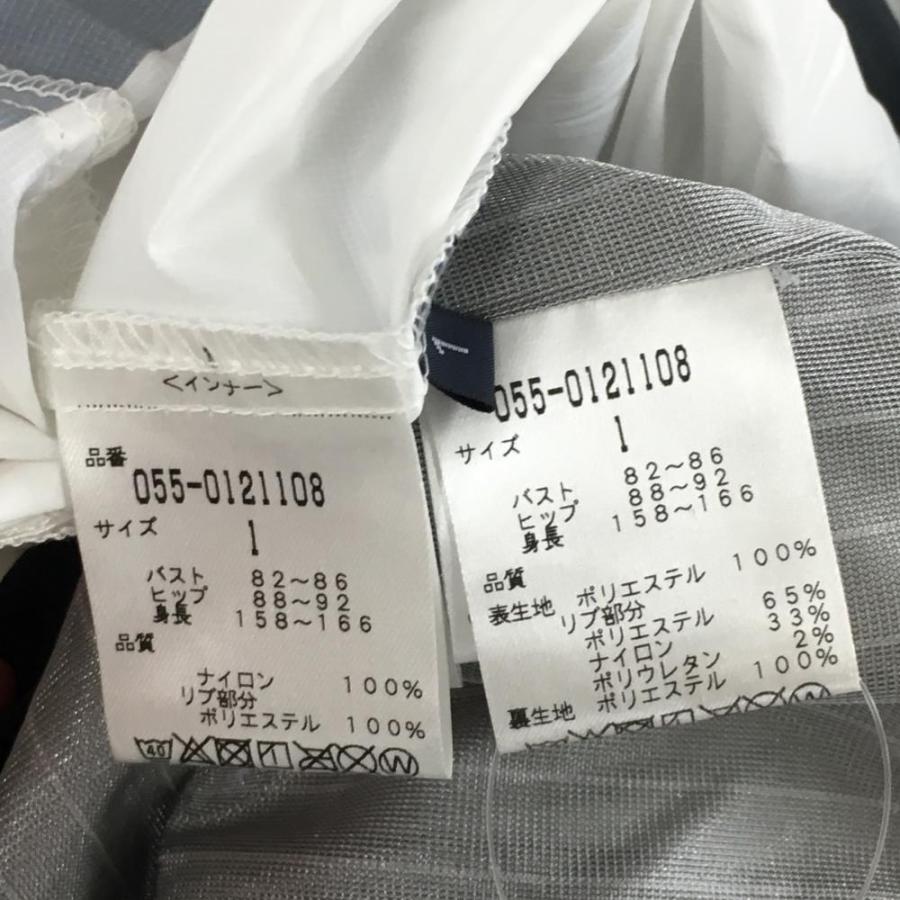 1
<インナー>
品番
055-0121108
サイズ
1
バスト 82～86
ヒップ 88～92
身長 158～166
品質
ナイロン 100%
リブ部分
ポリエステル 100%
40
W
055-0121108
サイズ
1
バスト 82～86
ヒップ 88～92
身長 158～166
品質
表生地 ポリエステル 100%
リブ部分
ポリエステル 65%
ナイロン 33%
ポリウレタン 2%
裏生地 ポリエステル 100%